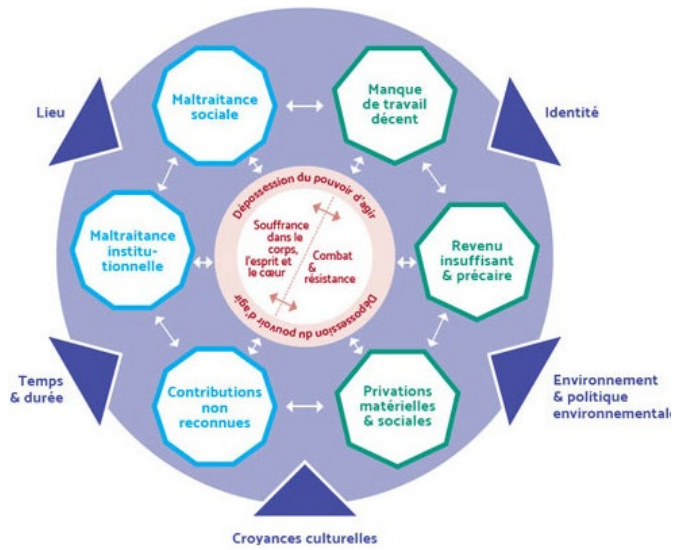 Maltraitance
sociale
Manque
de travail
décent
Lieu
Identité
Dépossession du pouvoir d'agir
Maltraitance
institu-
tionnelle
Souffrance
dans le
corps,
l'esprit et
le cœur
Combat
&
résistance
Revenu
insuffisant
& précaire
Dépossession du pouvoir d'agir
Temps
& durée
Contributions
non
reconnues
Privations
matérielles
& sociales
Environnement
& politique
environnementale
Croyances culturelles